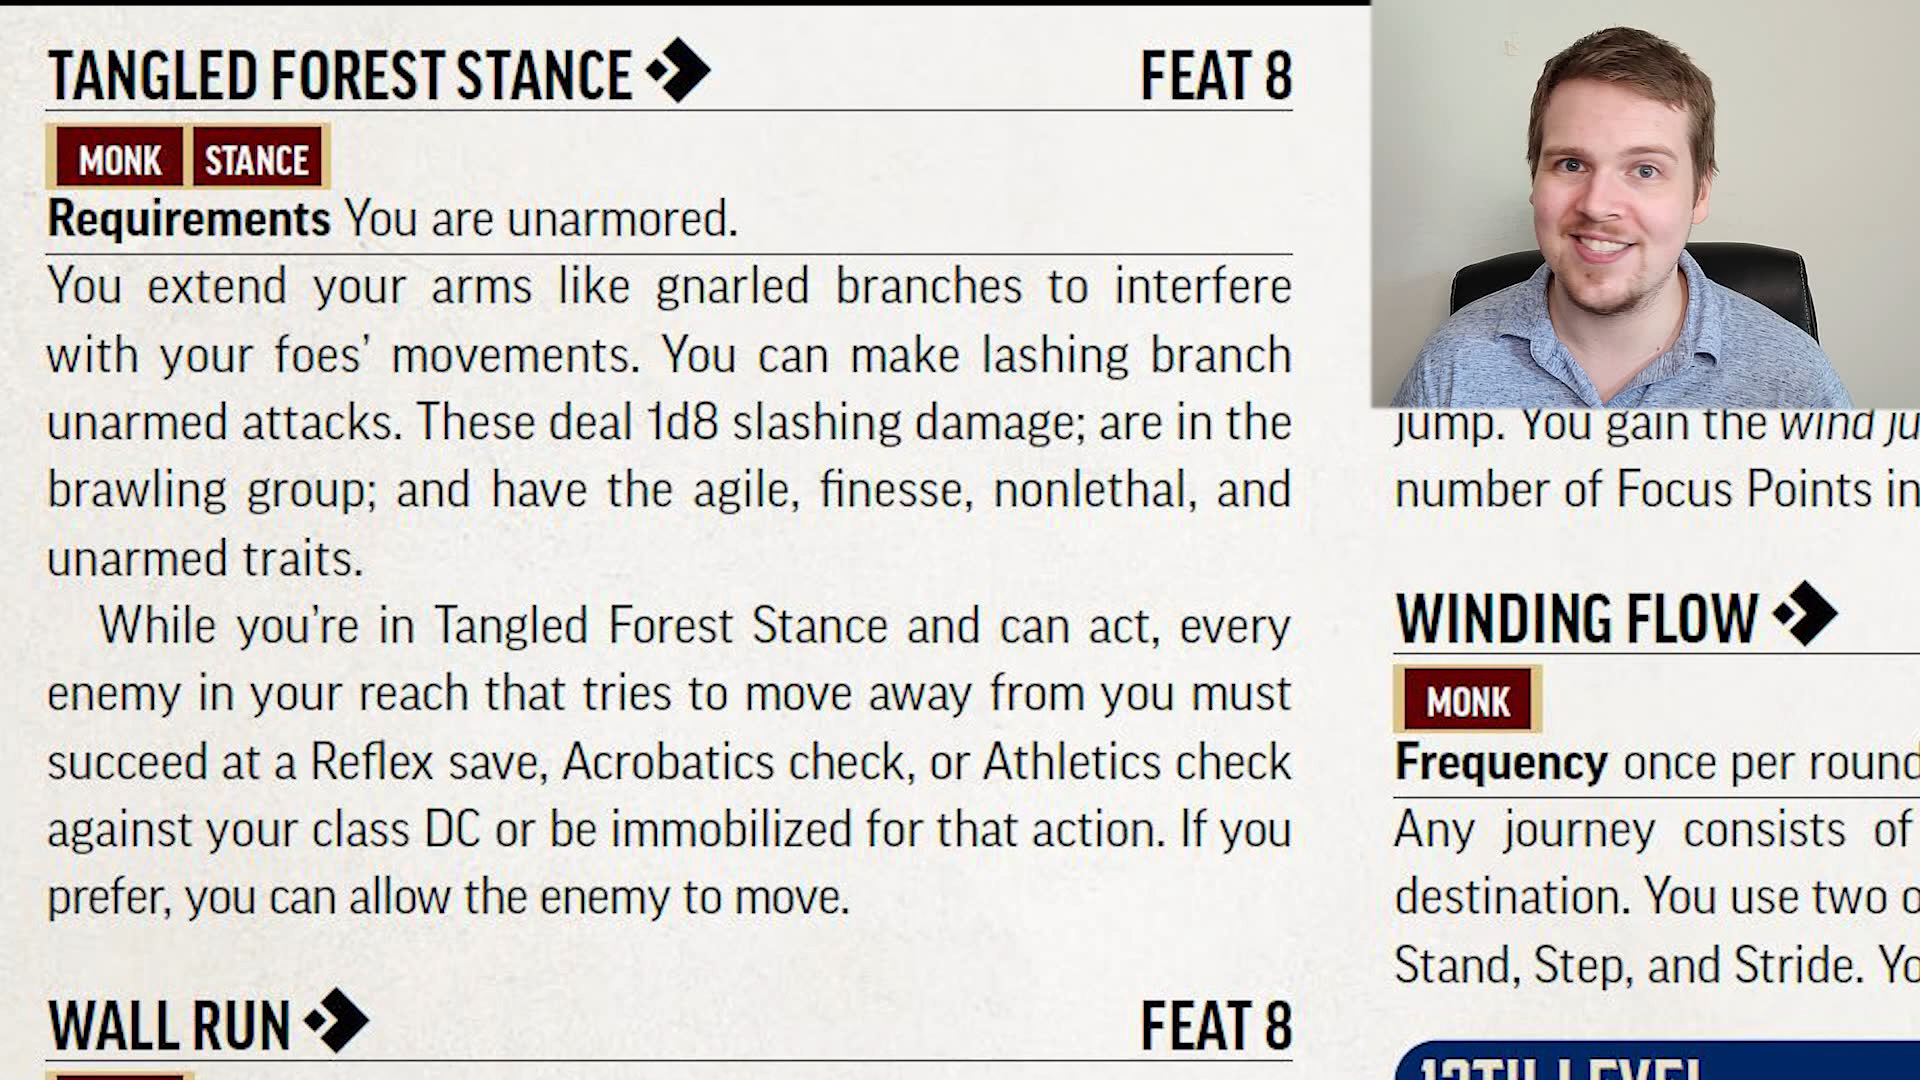 TANGLED FOREST STANCE
FEAT 8
MONK STANCE
Requirements You are unarmored.
You extend your arms like gnarled branches to interfere
with your foes’ movements. You can make lashing branch
unarmed attacks. These deal 1d8 slashing damage; are in the
brawling group; and have the agile, finesse, nonlethal, and
unarmed traits.
While you’re in Tangled Forest Stance and can act, every
enemy in your reach that tries to move away from you must
succeed at a Reflex save, Acrobatics check, or Athletics check
against your class DC or be immobilized for that action. If you
prefer, you can allow the enemy to move.
WALL RUN
FEAT 8
jump. You gain the wind ju
number of Focus Points in
WINDING FLOW
MONK
Frequency once per round
Any journey consists of
destination. You use two o
Stand, Step, and Stride. Yo
12TH LEVEL